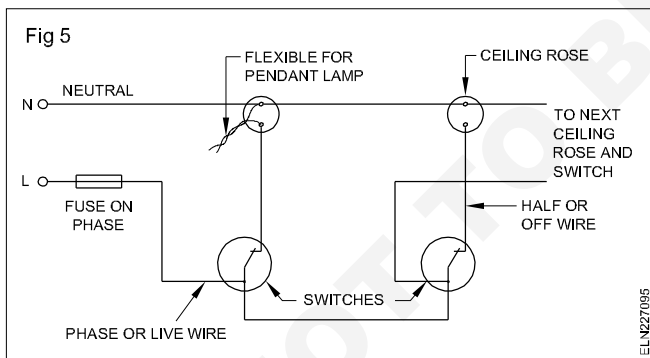 Fig 5
FLEXIBLE FOR
PENDANT LAMP
CEILING ROSE
N
NEUTRAL
TO NEXT
CEILING
ROSE AND
SWITCH
L
FUSE ON
PHASE
HALF OR
OFF WIRE
SWITCHES
PHASE OR LIVE WIRE
ELN227095